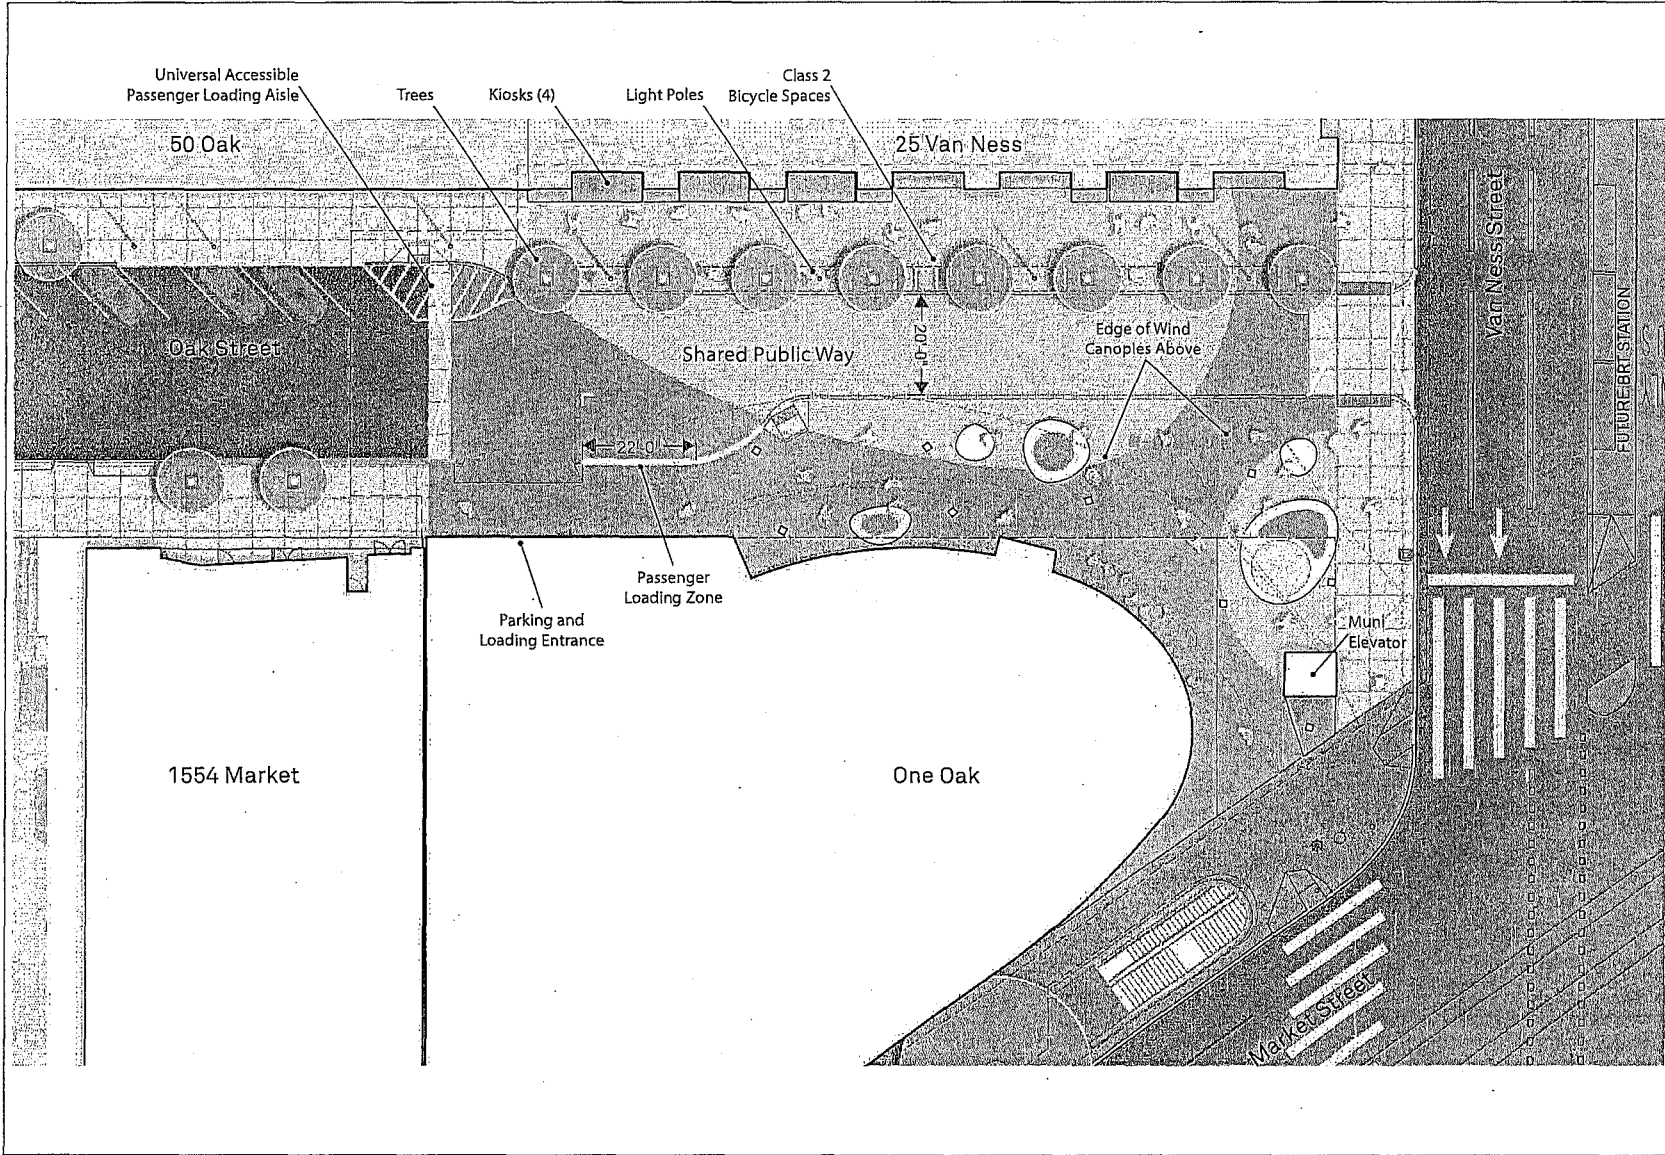 Universal Accessible
Passenger Loading Aisle
Trees
Kiosks (4)
Light Poles
Class 2
Bicycle Spaces
50 Oak
25 Van Ness
Van Ness Street
FUTURE BRT STATION
Oak Street
Shared Public Way
20'-0"
Edge of Wind
Canopies Above
22'-0"
Passenger
Loading Zone
Parking and
Loading Entrance
Muni
Elevator
1554 Market
One Oak
Market Street